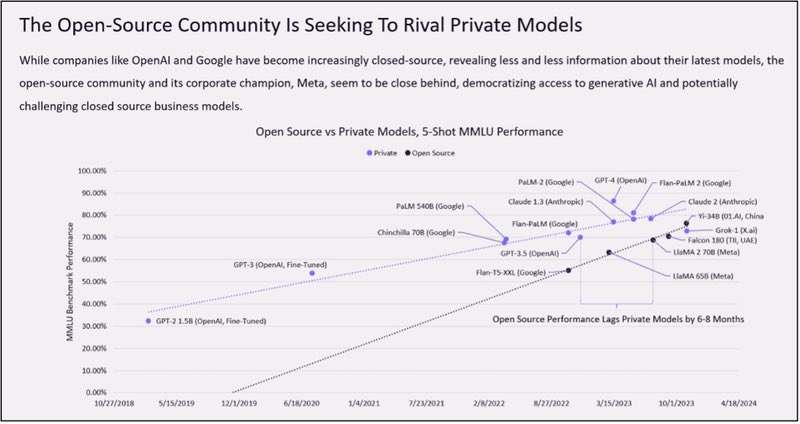 The Open-Source Community Is Seeking To Rival Private Models
While companies like OpenAI and Google have become increasingly closed-source, revealing less and less information about their latest models, the
open-source community and its corporate champion, Meta, seem to be close behind, democratizing access to generative AI and potentially
challenging closed source business models.
Open Source vs Private Models, 5-Shot MMLU Performance
Private
Open Source
MMLU Benchmark Performance
100.00%
90.00%
80.00%
70.00%
60.00%
50.00%
40.00%
30.00%
20.00%
10.00%
0.00%
PaLM-2 (Google)
GPT-4 (OpenAI)
Flan-PaLM 2 (Google)
Claude 1.3 (Anthropic)
Claude 2 (Anthropic)
PaLM 540B (Google)
Yi-34B (01.AI, China
Flan-PaLM (Google)
Chinchilla 70B (Google)
Grok-1 (X.ai)
Falcon 180 (TII, UAE)
GPT-3.5 (OpenAI)
LlaMA 2 70B (Meta)
GPT-3 (OpenAI, Fine-Tuned)
Flan-T5-XXL (Google)
LlaMA 65B (Meta)
GPT-2 1.5B (OpenAI, Fine-Tuned)
Open Source Performance Lags Private Models by 6-8 Months
10/27/2018
5/15/2019
12/1/2019
6/18/2020
1/4/2021
7/23/2021
2/8/2022
8/27/2022
3/15/2023
10/1/2023
4/18/2024